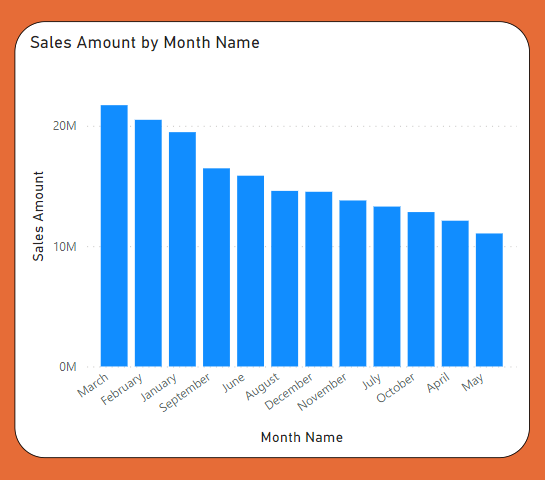 Sales Amount by Month Name
20M
10M
0M
Sales Amount
March
February
January
September
June
August
December
November
July
October
April
May
Month Name